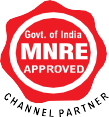 Govt. of India
MNRE
APPROVED
CHANNEL PARTNER